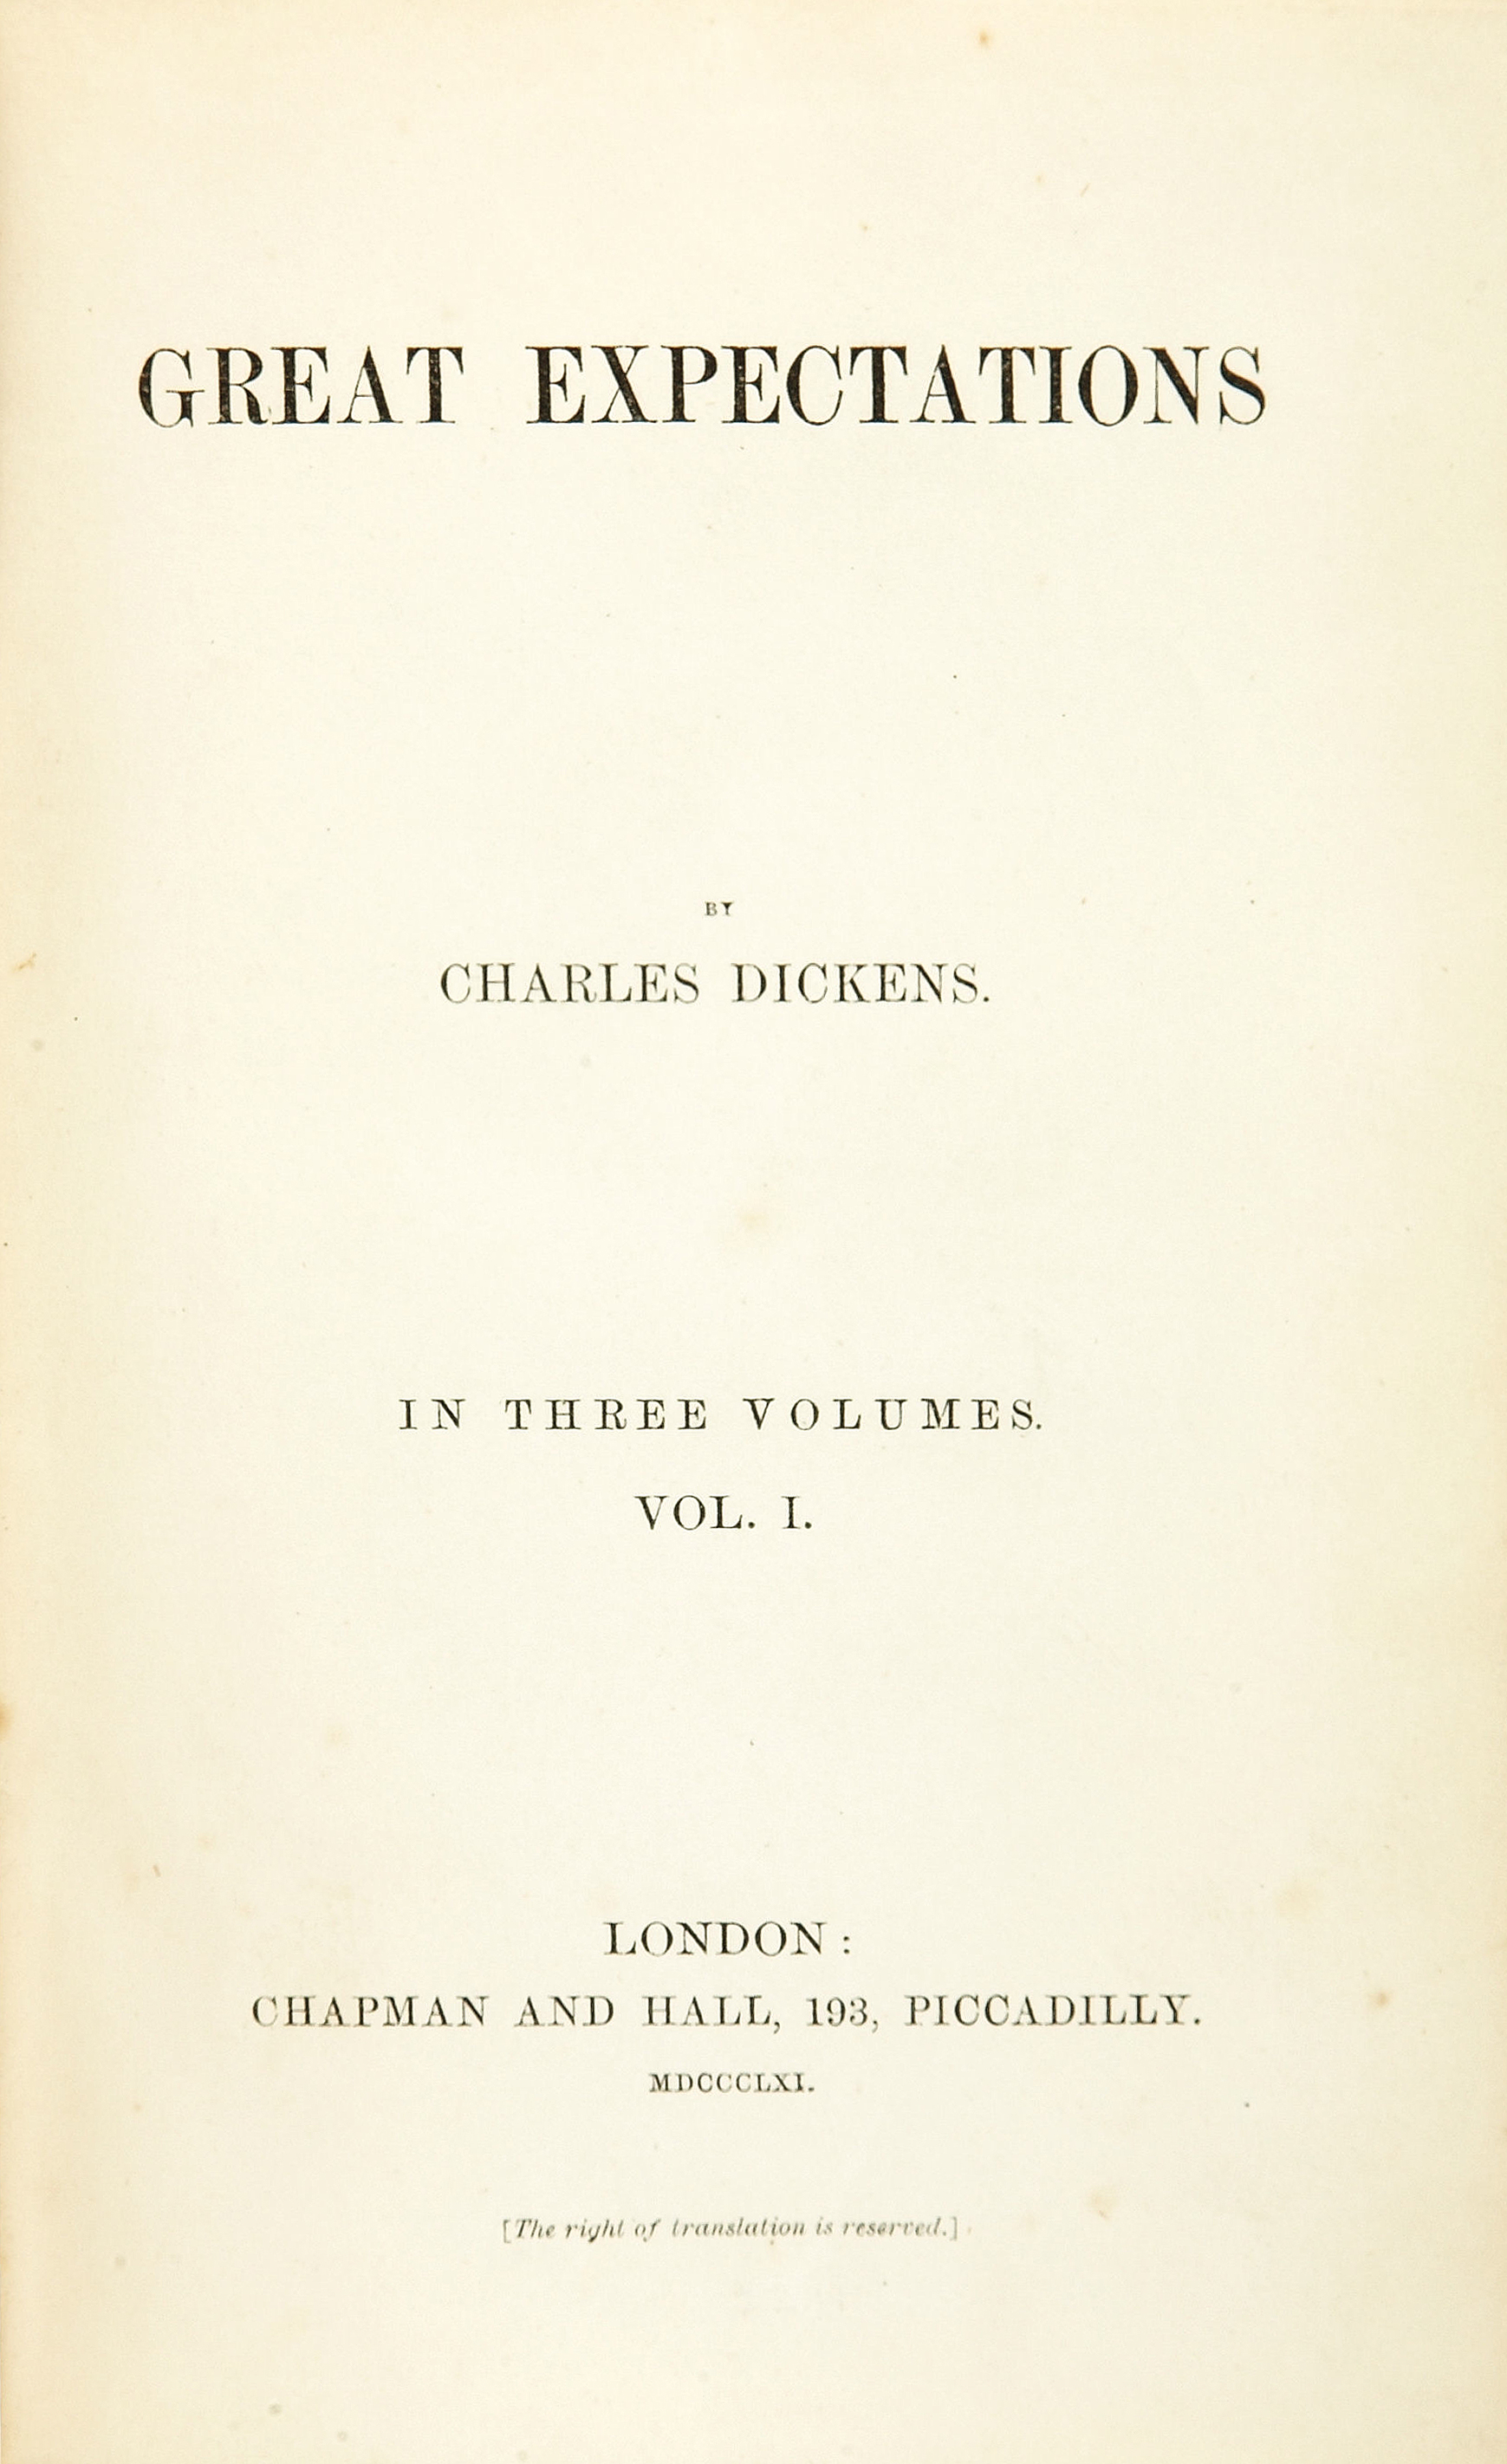 GREAT EXPECTATIONS
BY
CHARLES DICKENS.
IN THREE VOLUMES.
VOL. I.
LONDON:
CHAPMAN AND HALL, 193, PICCADILLY.
MDCCCLXI.
[The right of translation is reserved.]